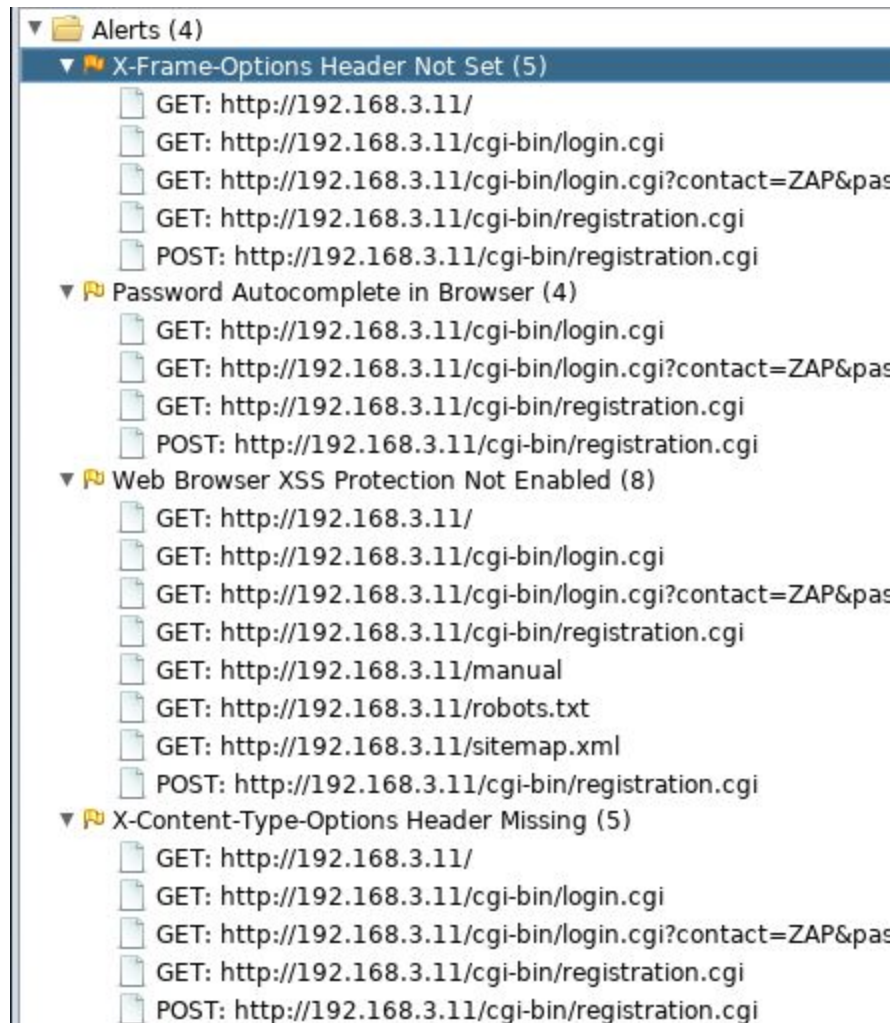 Alerts (4)
X-Frame-Options Header Not Set (5)
GET: http://192.168.3.11/
GET: http://192.168.3.11/cgi-bin/login.cgi
GET: http://192.168.3.11/cgi-bin/login.cgi?contact=ZAP&pas
GET: http://192.168.3.11/cgi-bin/registration.cgi
POST: http://192.168.3.11/cgi-bin/registration.cgi
Password Autocomplete in Browser (4)
GET: http://192.168.3.11/cgi-bin/login.cgi
GET: http://192.168.3.11/cgi-bin/login.cgi?contact=ZAP&pas
GET: http://192.168.3.11/cgi-bin/registration.cgi
POST: http://192.168.3.11/cgi-bin/registration.cgi
Web Browser XSS Protection Not Enabled (8)
GET: http://192.168.3.11/
GET: http://192.168.3.11/cgi-bin/login.cgi
GET: http://192.168.3.11/cgi-bin/login.cgi?contact=ZAP&pas
GET: http://192.168.3.11/cgi-bin/registration.cgi
GET: http://192.168.3.11/manual
GET: http://192.168.3.11/robots.txt
GET: http://192.168.3.11/sitemap.xml
POST: http://192.168.3.11/cgi-bin/registration.cgi
X-Content-Type-Options Header Missing (5)
GET: http://192.168.3.11/
GET: http://192.168.3.11/cgi-bin/login.cgi
GET: http://192.168.3.11/cgi-bin/login.cgi?contact=ZAP&pas
GET: http://192.168.3.11/cgi-bin/registration.cgi
POST: http://192.168.3.11/cgi-bin/registration.cgi